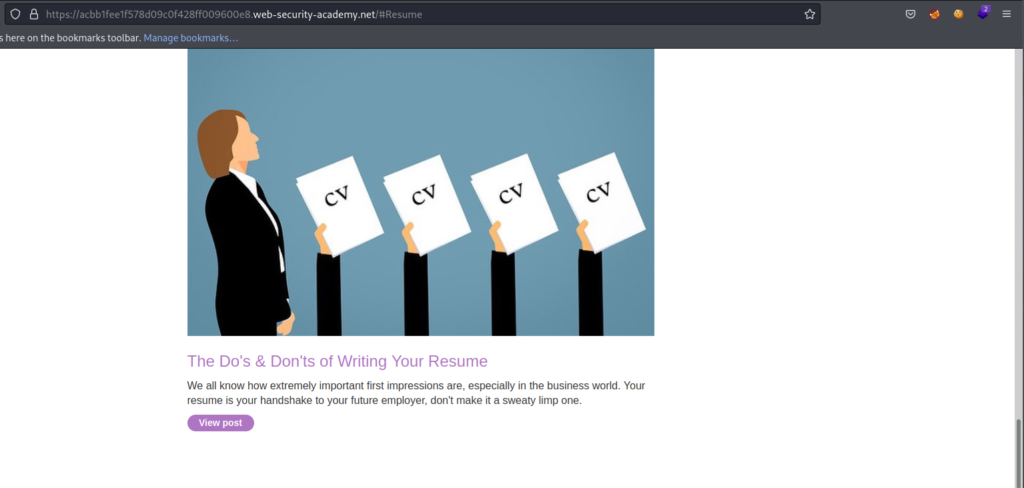 https://acbb1fee1f578d09c0f428ff009600e8.web-security-academy.net/#Resume
2
s here on the bookmarks toolbar. Manage bookmarks…
CV CV CV CV
The Do's & Don'ts of Writing Your Resume
We all know how extremely important first impressions are, especially in the business world. Your
resume is your handshake to your future employer, don't make it a sweaty limp one.
View post